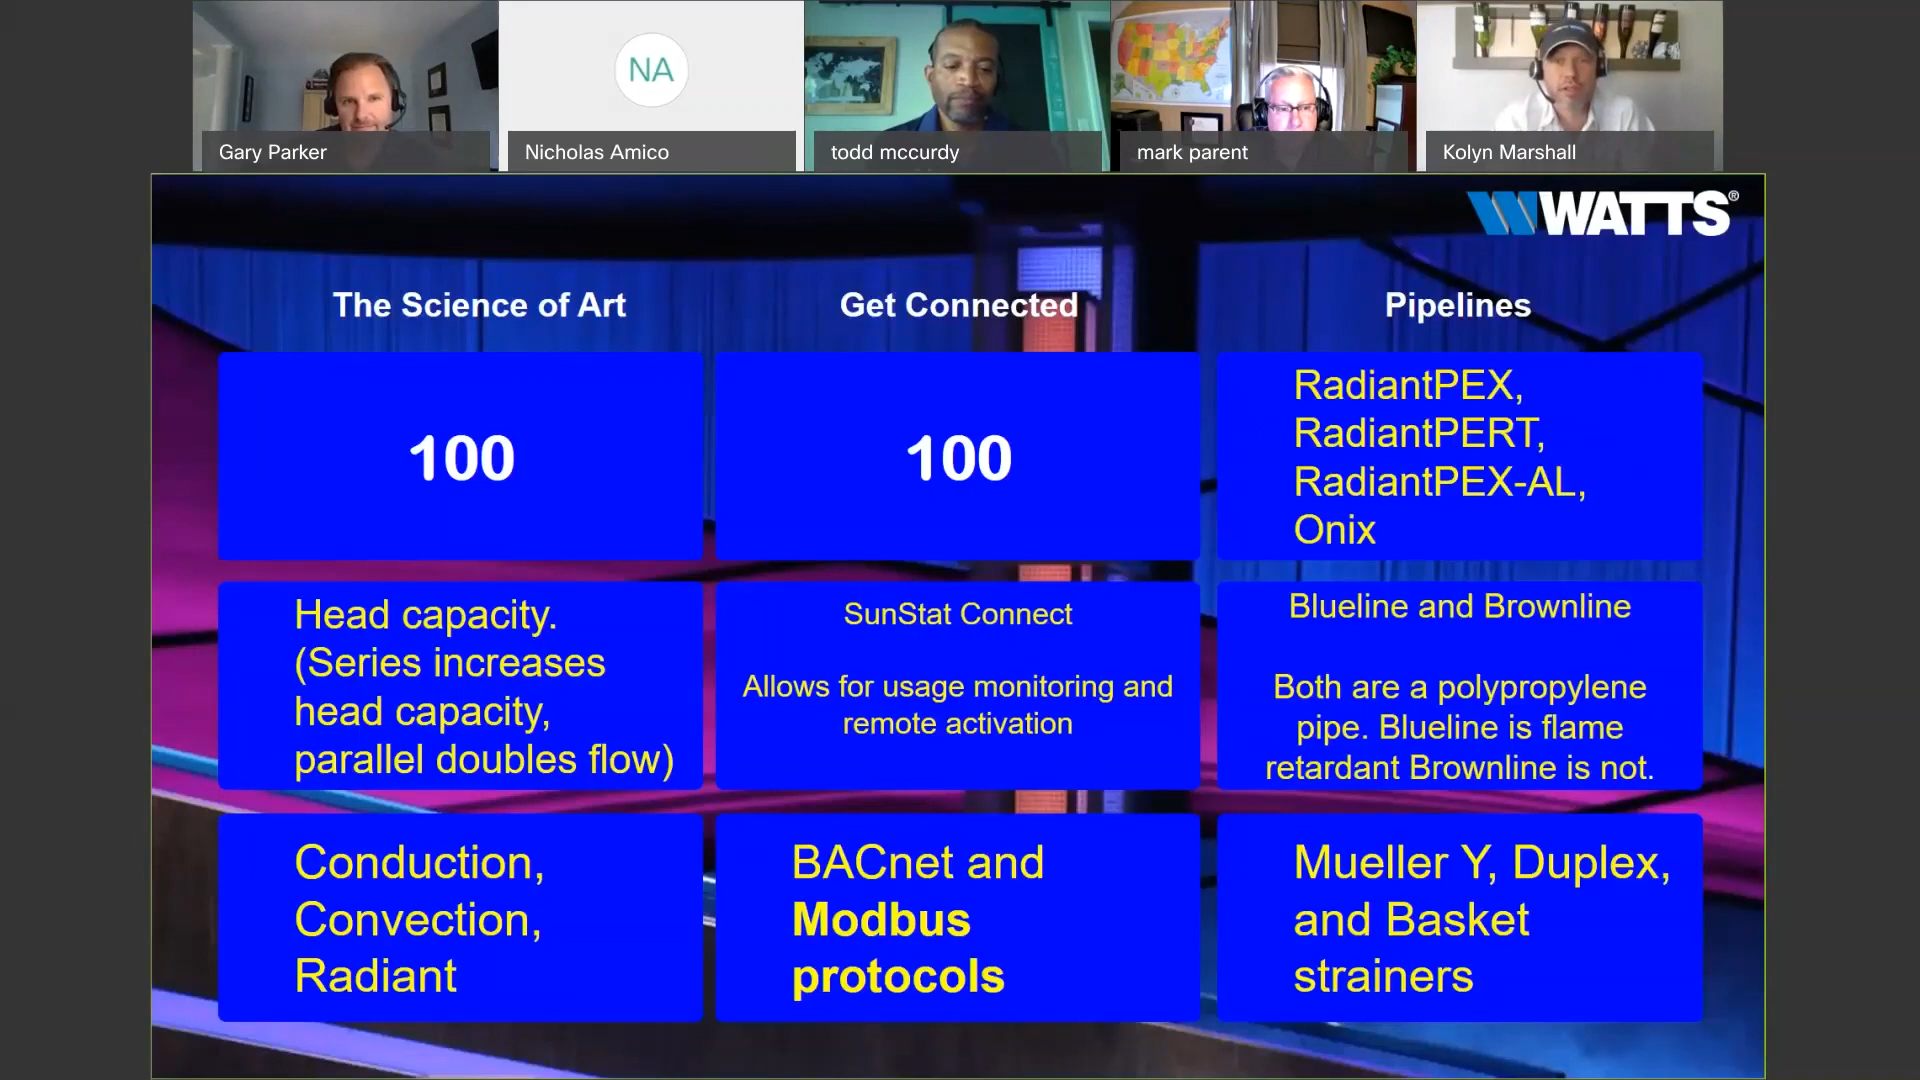 NA
Gary Parker
Nicholas Amico
todd mccurdy
mark parent
Kolyn Marshall
WATTS®
The Science of Art
Get Connected
Pipelines
100
100
RadiantPEX,
RadiantPERT,
RadiantPEX-AL,
Onix
Head capacity.
(Series increases
head capacity,
parallel doubles flow)
SunStat Connect
Allows for usage monitoring and
remote activation
Blueline and Brownline
Both are a polypropylene
pipe. Blueline is flame
retardant Brownline is not.
Conduction,
Convection,
Radiant
BACnet and
Modbus
protocols
Mueller Y, Duplex,
and Basket
strainers